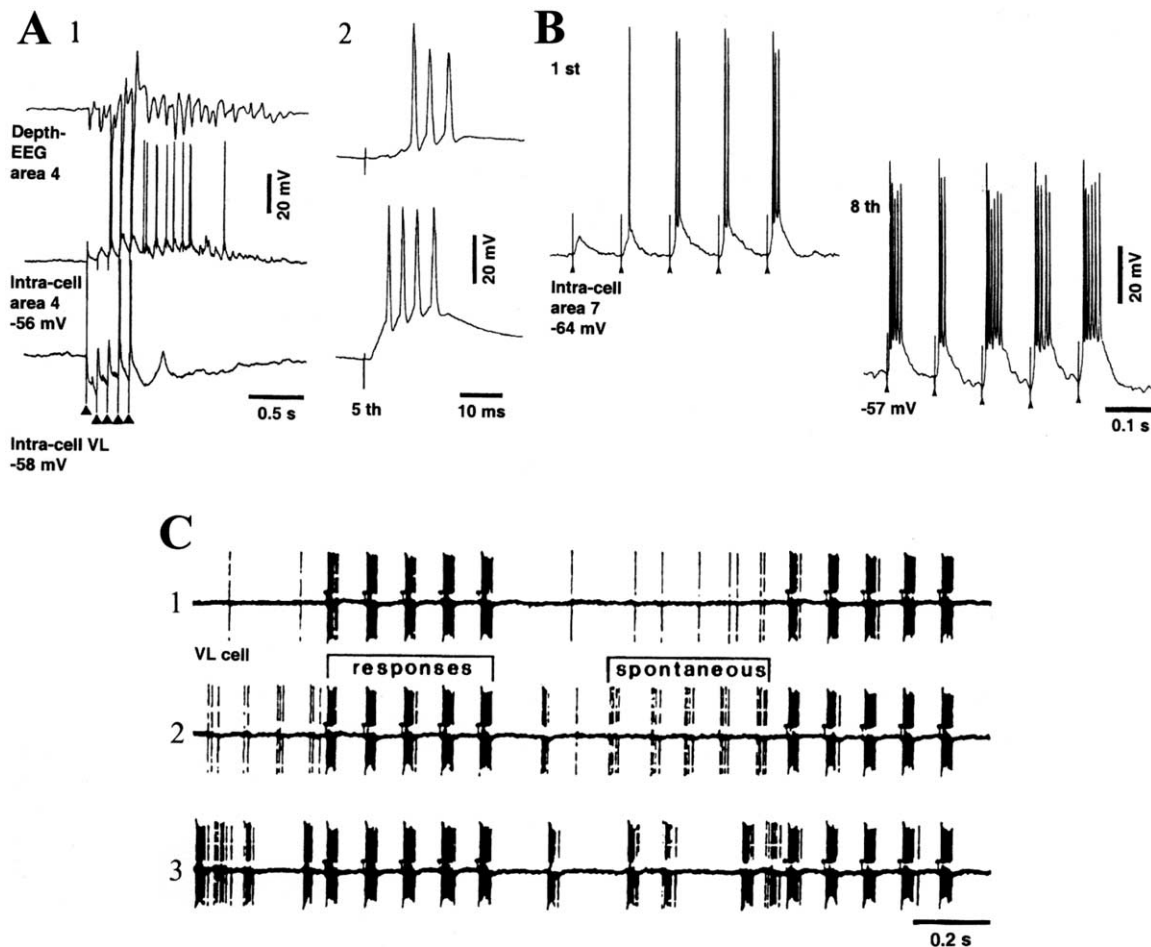 A 1
Depth-
EEG
area 4
20 mV
Intra-cell
area 4
-56 mV
0.5 s
Intra-cell VL
-58 mV
2
20 mV
5 th
10 ms
B
1 st
Intra-cell
area 7
-64 mV
8 th
20 mV
-57 mV
0.1 s
C
1
VL cell
responses
spontaneous
2
3
0.2 s